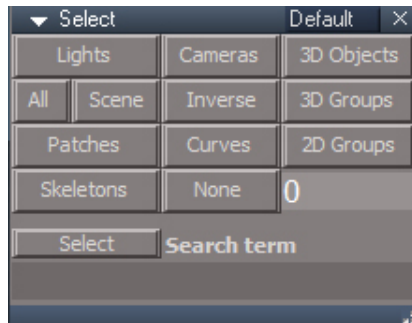 Select Default ×
Lights Cameras 3D Objects
All Scene Inverse 3D Groups
Patches Curves 2D Groups
Skeletons None 0
Select Search term